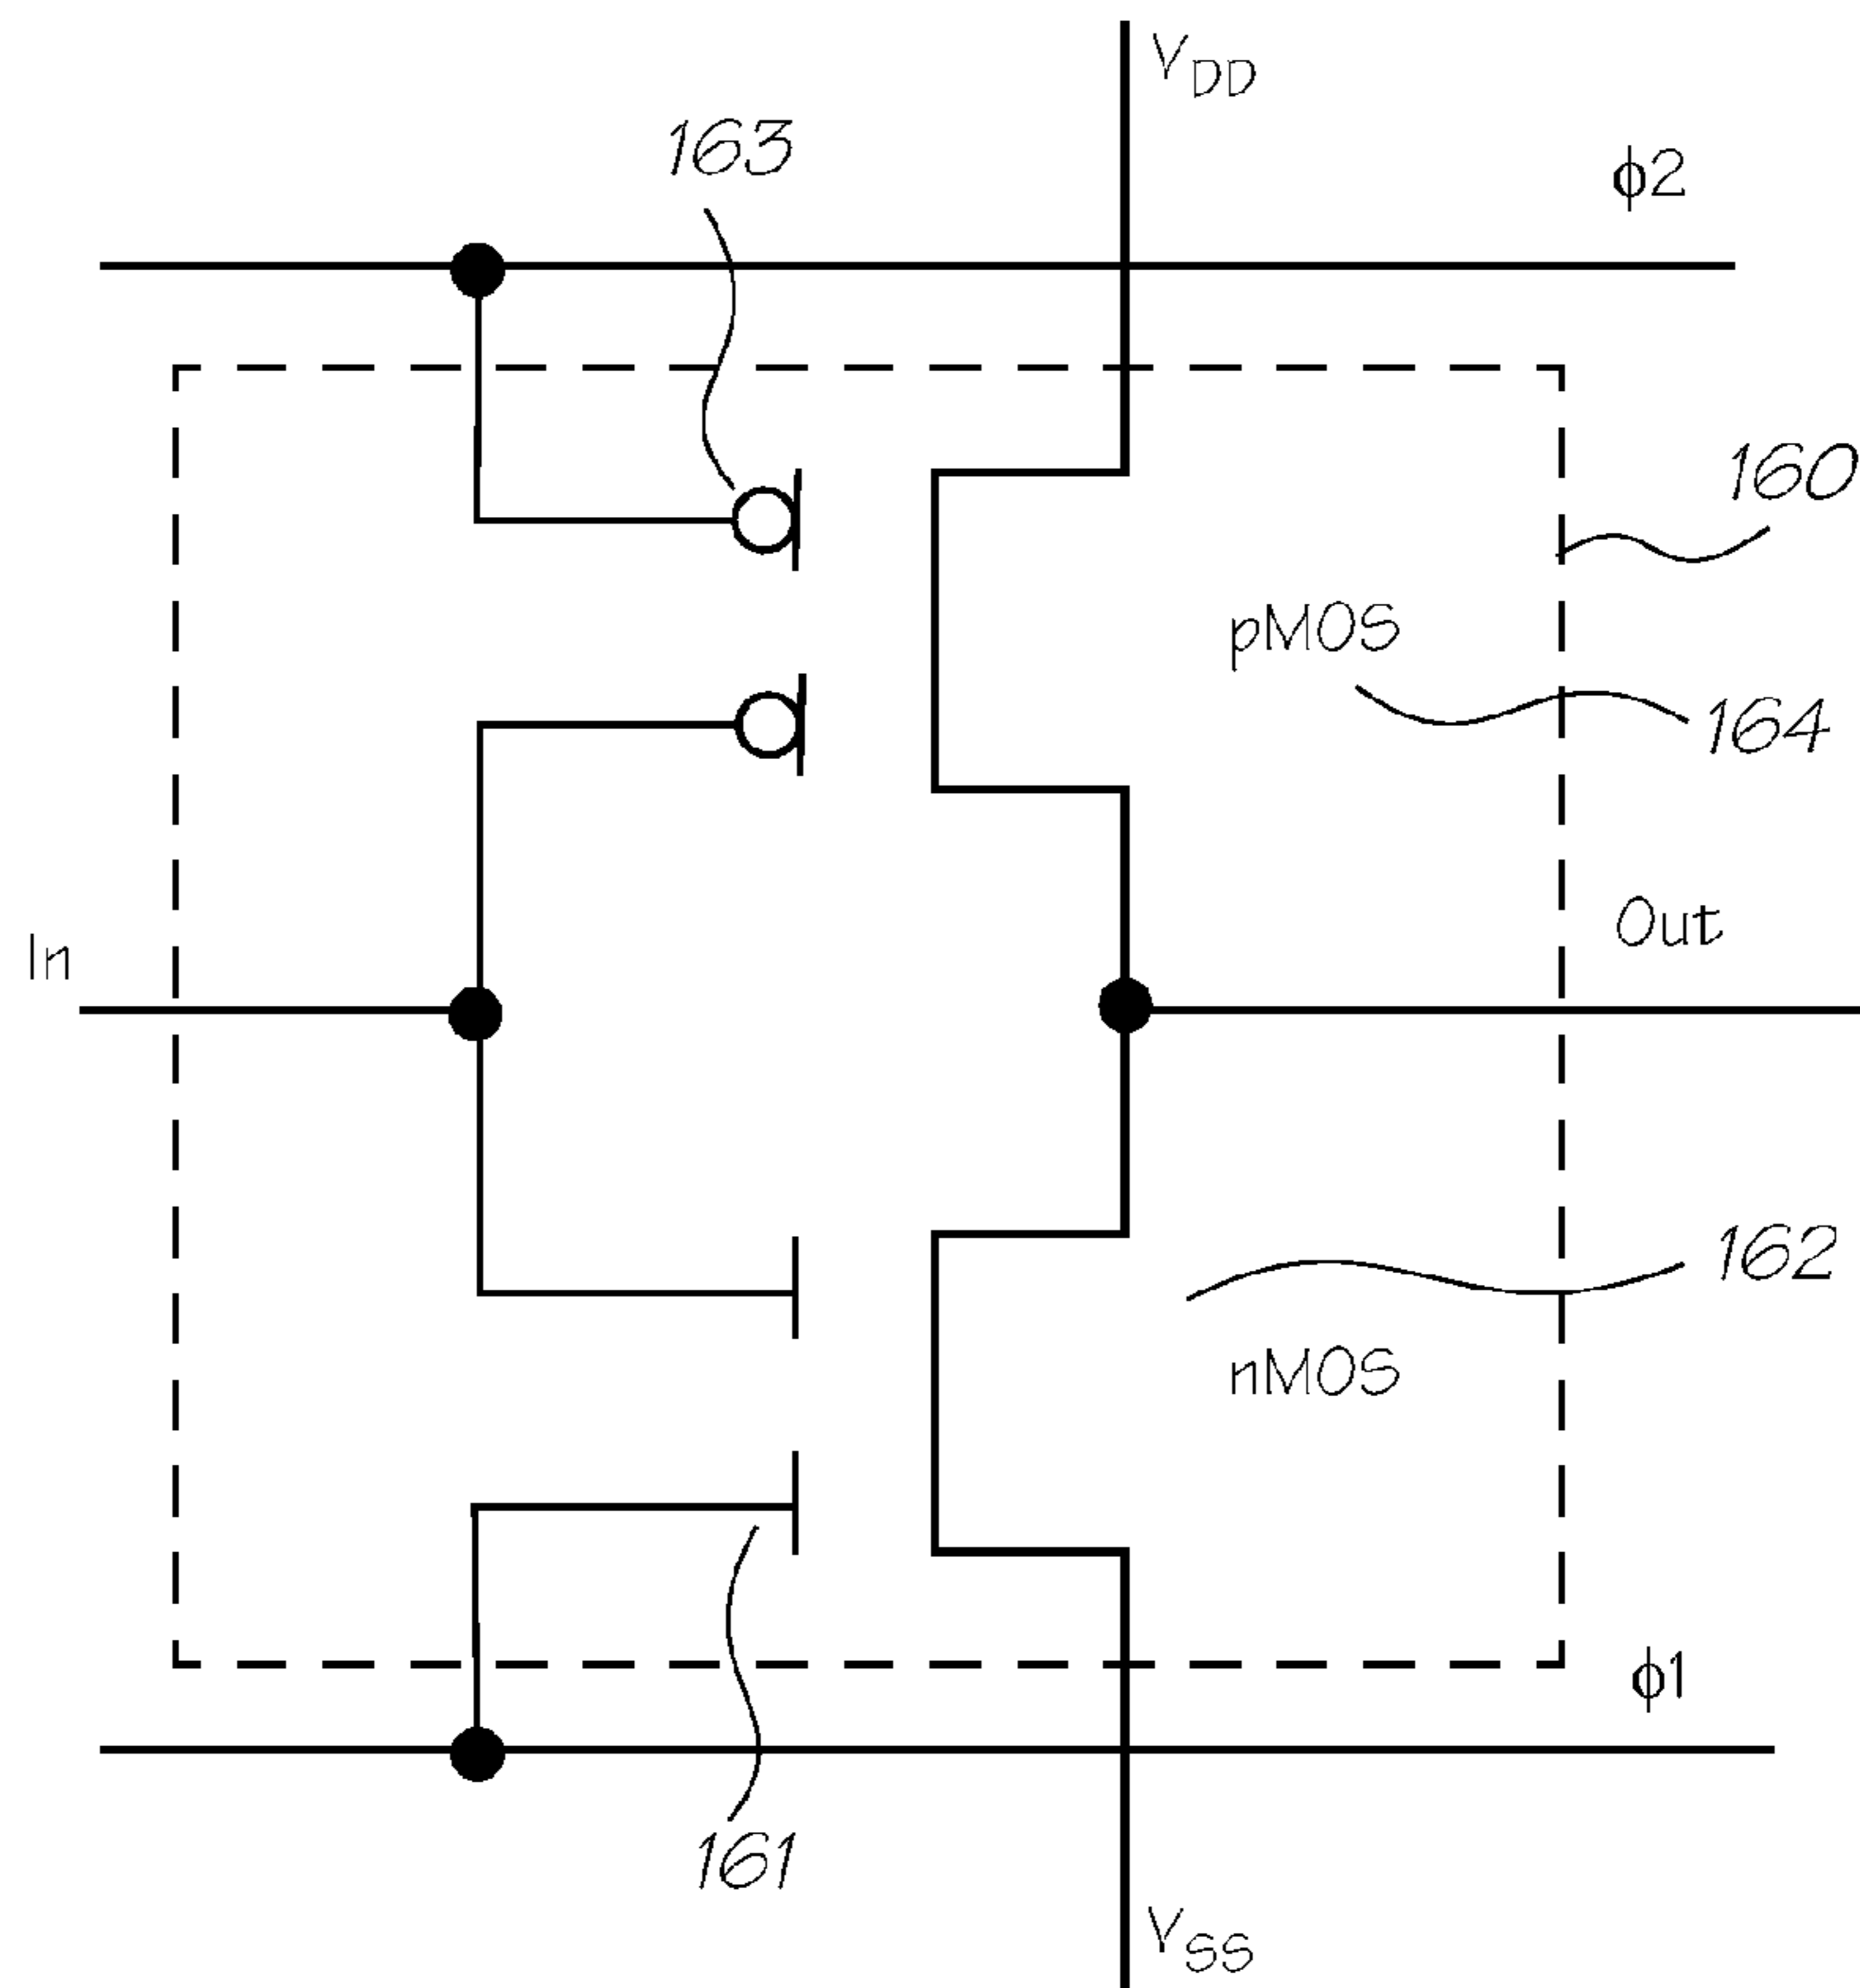 VDD
163
ϕ2
160
pMOS
164
Out
In
162
nMOS
ϕ1
161
VSS